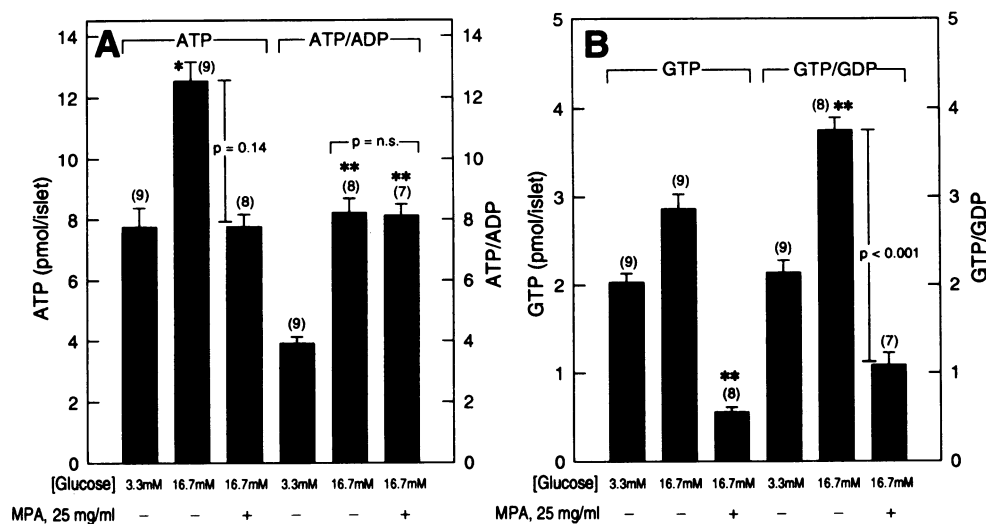 A
ATP
ATP/ADP
14
12
10
8
6
4
2
0
ATP (pmol/islet)
14
12
10
8
6
4
2
0
ATP/ADP
(9)
* (9)
p = 0.14
(8)
(9)
p = n.s.
**
(8)
**
(7)
[Glucose] 3.3mM 16.7mM 16.7mM 3.3mM 16.7mM 16.7mM
MPA, 25 mg/ml – – + – – +
B
GTP
GTP/GDP
5
4
3
2
1
0
GTP (pmol/islet)
5
4
3
2
1
0
GTP/GDP
(9)
(9)
**
(8)
(9)
(8) **
p < 0.001
(7)
[Glucose] 3.3mM 16.7mM 16.7mM 3.3mM 16.7mM 16.7mM
MPA, 25 mg/ml – – + – – +